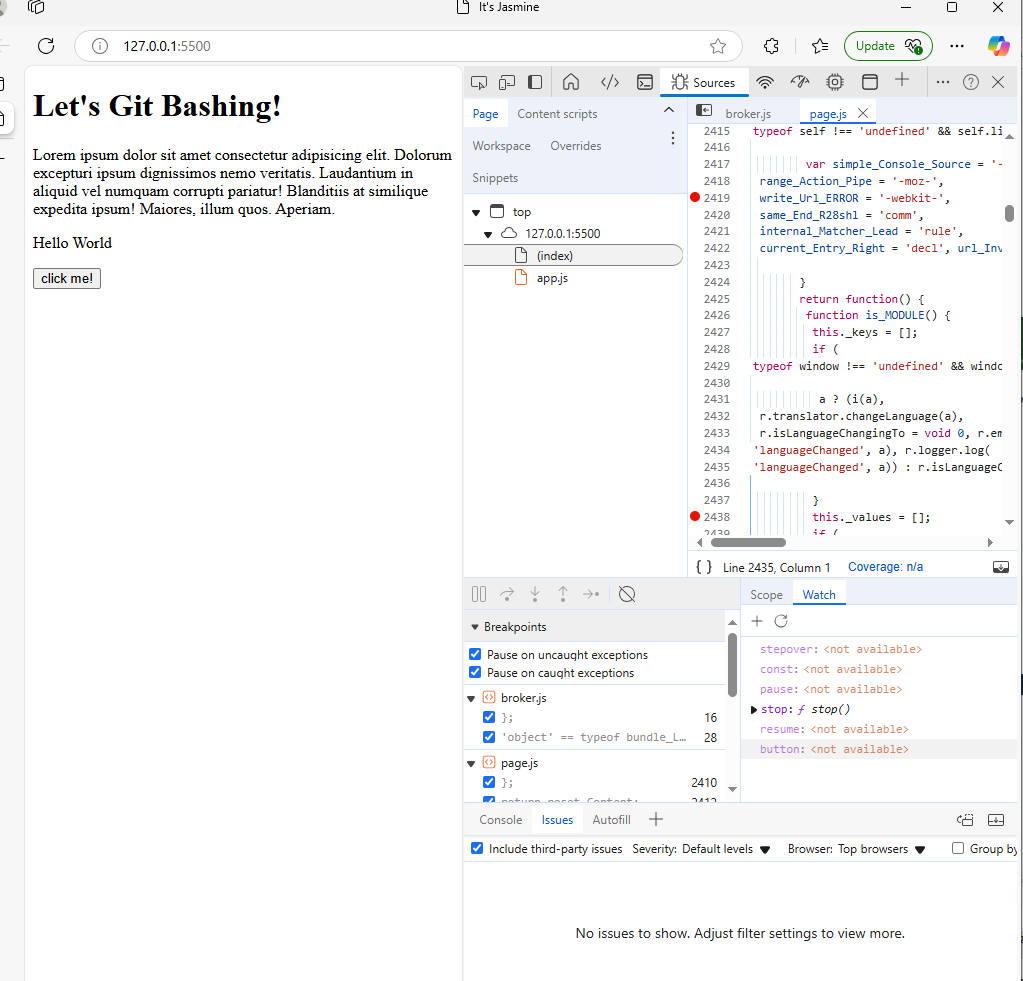 It's Jasmine
127.0.0.1:5500
Update
Let's Git Bashing!
Lorem ipsum dolor sit amet consectetur adipisicing elit. Dolorum
excepturi ipsum dignissimos nemo veritatis. Laudantium in
aliquid vel numquam corrupti pariatur! Blanditiis at similique
expedita ipsum! Maiores, illum quos. Aperiam.
Hello World
click me!
Sources
Page Content scripts
Workspace Overrides
Snippets
top
127.0.0.1:5500
(index)
app.js
broker.js page.js
2415 typeof self !== 'undefined' && self.li
2416
2417 var simple_Console_Source = '-
2418 range_Action_Pipe = '-moz-',
2419 write_Url_ERROR = '-webkit-',
2420 same_End_R28shl = 'comm',
2421 internal_Matcher_Lead = 'rule',
2422 current_Entry_Right = 'decl', url_Inv
2423
2424 }
2425 return function() {
2426 function is_MODULE() {
2427 this._keys = [];
2428 if (
2429 typeof window !== 'undefined' && windo
2430
2431 a ? (i(a),
2432 r.translator.changeLanguage(a),
2433 r.isLanguageChangingTo = void 0, r.em
2434 'languageChanged', a), r.logger.log(
2435 'languageChanged', a)) : r.isLanguageC
2436
2437 }
2438 this._values = [];
2439 if (
{ } Line 2435, Column 1 Coverage: n/a
Breakpoints
Pause on uncaught exceptions
Pause on caught exceptions
broker.js
}; 16
'object' == typeof bundle_L… 28
page.js
}; 2410
return reset_Content; 2412
Scope Watch
stepover: <not available>
const: <not available>
pause: <not available>
stop: ƒ stop()
resume: <not available>
button: <not available>
Console Issues Autofill
Include third-party issues Severity: Default levels Browser: Top browsers Group by
No issues to show. Adjust filter settings to view more.